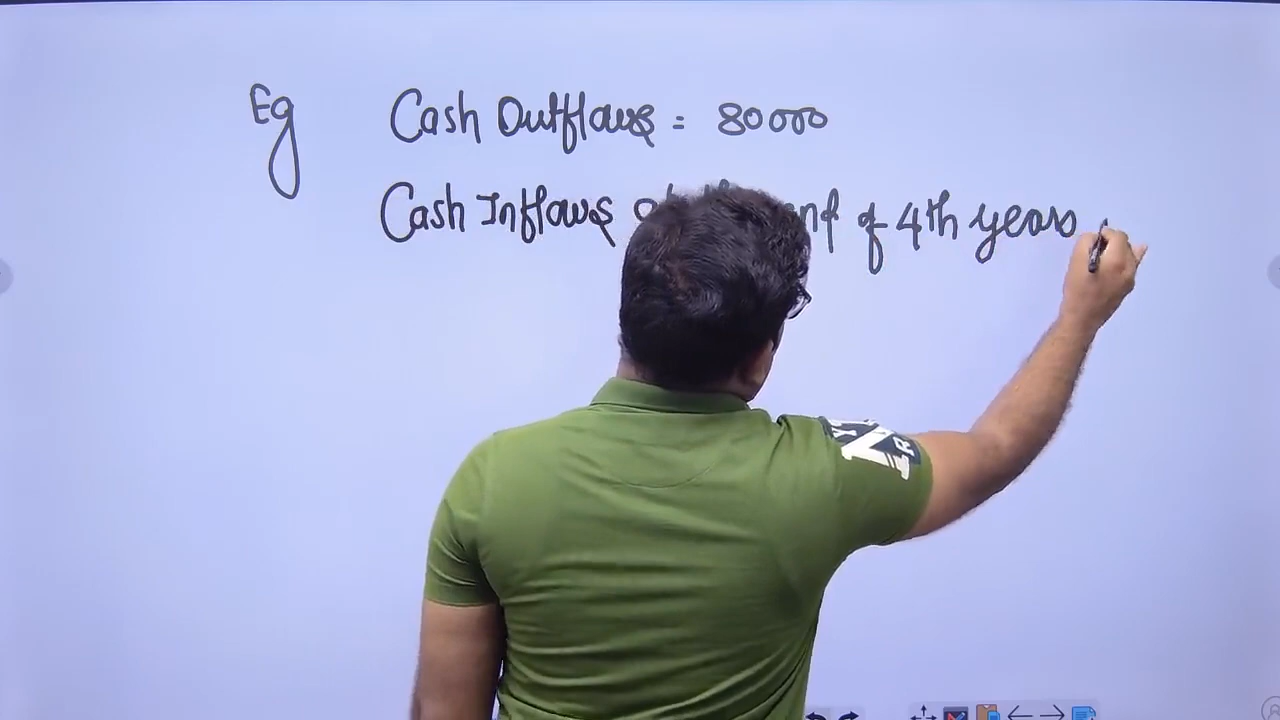 Eg Cash Outflows = 80000
Cash Inflows of 4th years